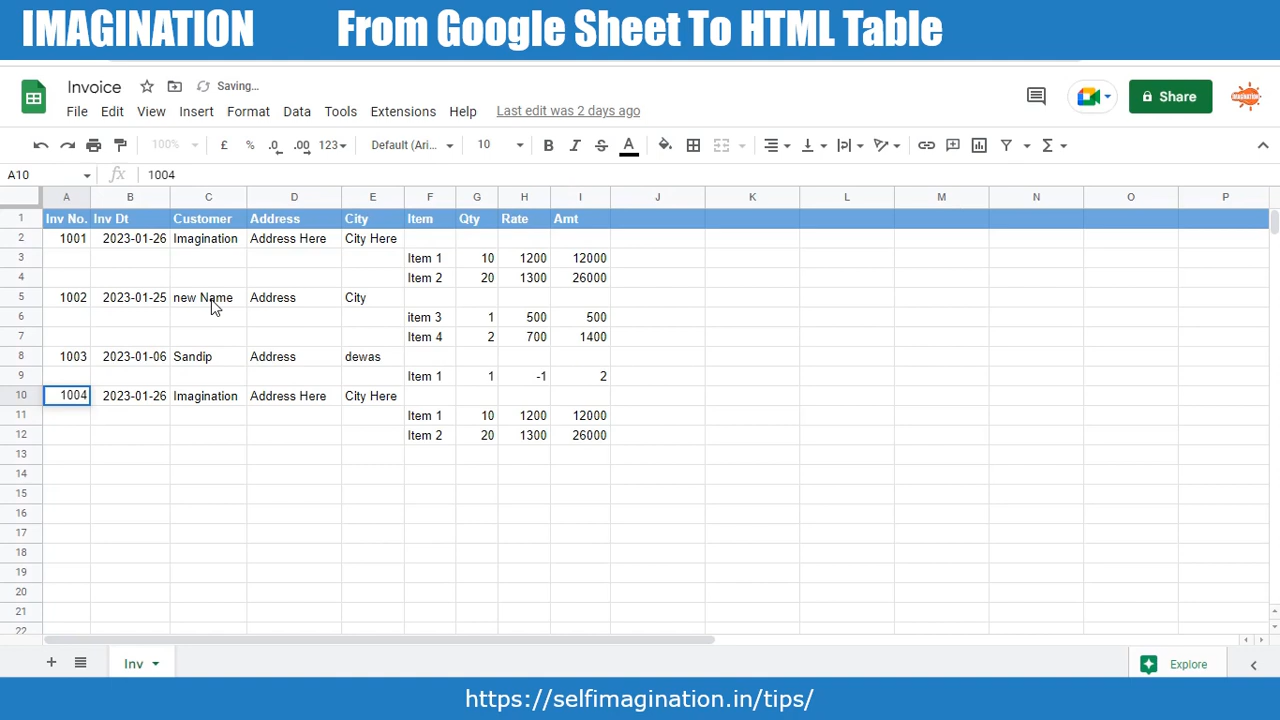 IMAGINATION From Google Sheet To HTML Table
Invoice Saving...
File Edit View Insert Format Data Tools Extensions Help Last edit was 2 days ago
Share
IMAGINATION
100% £ % .0 .00 123 Default (Ari... 10 B I S A Σ
A10 fx 1004
A B C D E F G H I J K L M N O P
1 Inv No. Inv Dt Customer Address City Item Qty Rate Amt
2 1001 2023-01-26 Imagination Address Here City Here
3 Item 1 10 1200 12000
4 Item 2 20 1300 26000
5 1002 2023-01-25 new Name Address City
6 item 3 1 500 500
7 Item 4 2 700 1400
8 1003 2023-01-06 Sandip Address dewas
9 Item 1 1 -1 2
10 1004 2023-01-26 Imagination Address Here City Here
11 Item 1 10 1200 12000
12 Item 2 20 1300 26000
13
14
15
16
17
18
19
20
21
22
+ Inv Explore
https://selfimagination.in/tips/